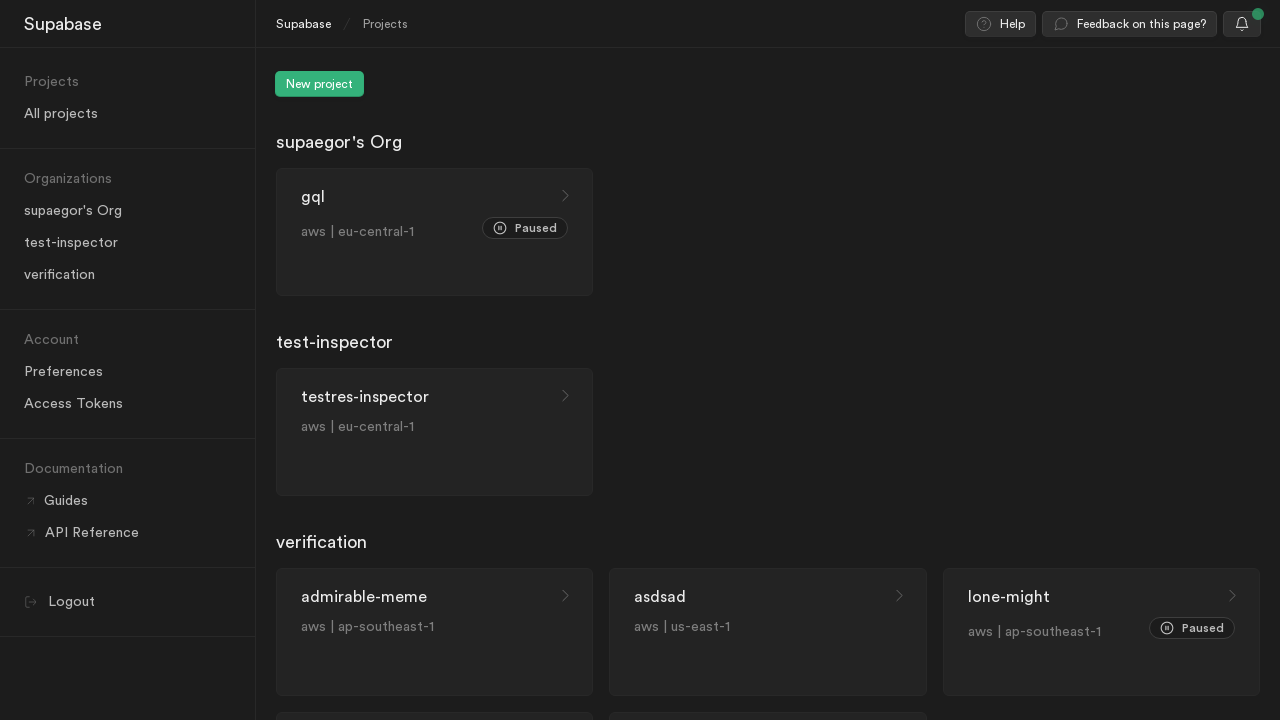 Supabase
Supabase / Projects
Help
Feedback on this page?
Projects
All projects
Organizations
supaegor's Org
test-inspector
verification
Account
Preferences
Access Tokens
Documentation
Guides
API Reference
Logout
New project
supaegor's Org
gql
aws | eu-central-1
Paused
test-inspector
testres-inspector
aws | eu-central-1
verification
admirable-meme
aws | ap-southeast-1
asdsad
aws | us-east-1
lone-might
aws | ap-southeast-1
Paused